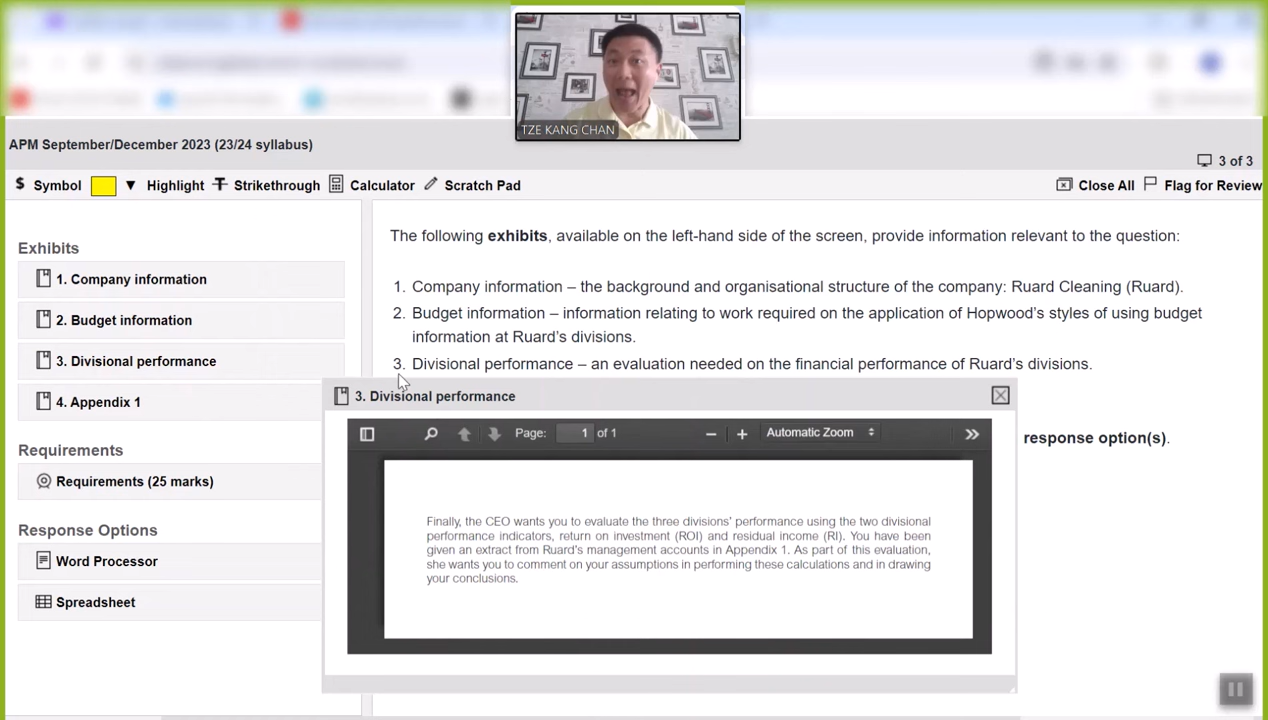 TZE KANG CHAN
APM September/December 2023 (23/24 syllabus)
3 of 3
$ Symbol ▼ Highlight Strikethrough Calculator Scratch Pad Close All Flag for Review
Exhibits
1. Company information
2. Budget information
3. Divisional performance
4. Appendix 1
Requirements
Requirements (25 marks)
Response Options
Word Processor
Spreadsheet
The following exhibits, available on the left-hand side of the screen, provide information relevant to the question:
1. Company information – the background and organisational structure of the company: Ruard Cleaning (Ruard).
2. Budget information – information relating to work required on the application of Hopwood's styles of using budget
information at Ruard's divisions.
3. Divisional performance – an evaluation needed on the financial performance of Ruard's divisions.
response option(s).
3. Divisional performance
Page: 1 of 1 Automatic Zoom
Finally, the CEO wants you to evaluate the three divisions' performance using the two divisional
performance indicators, return on investment (ROI) and residual income (RI). You have been
given an extract from Ruard's management accounts in Appendix 1. As part of this evaluation,
she wants you to comment on your assumptions in performing these calculations and in drawing
your conclusions.